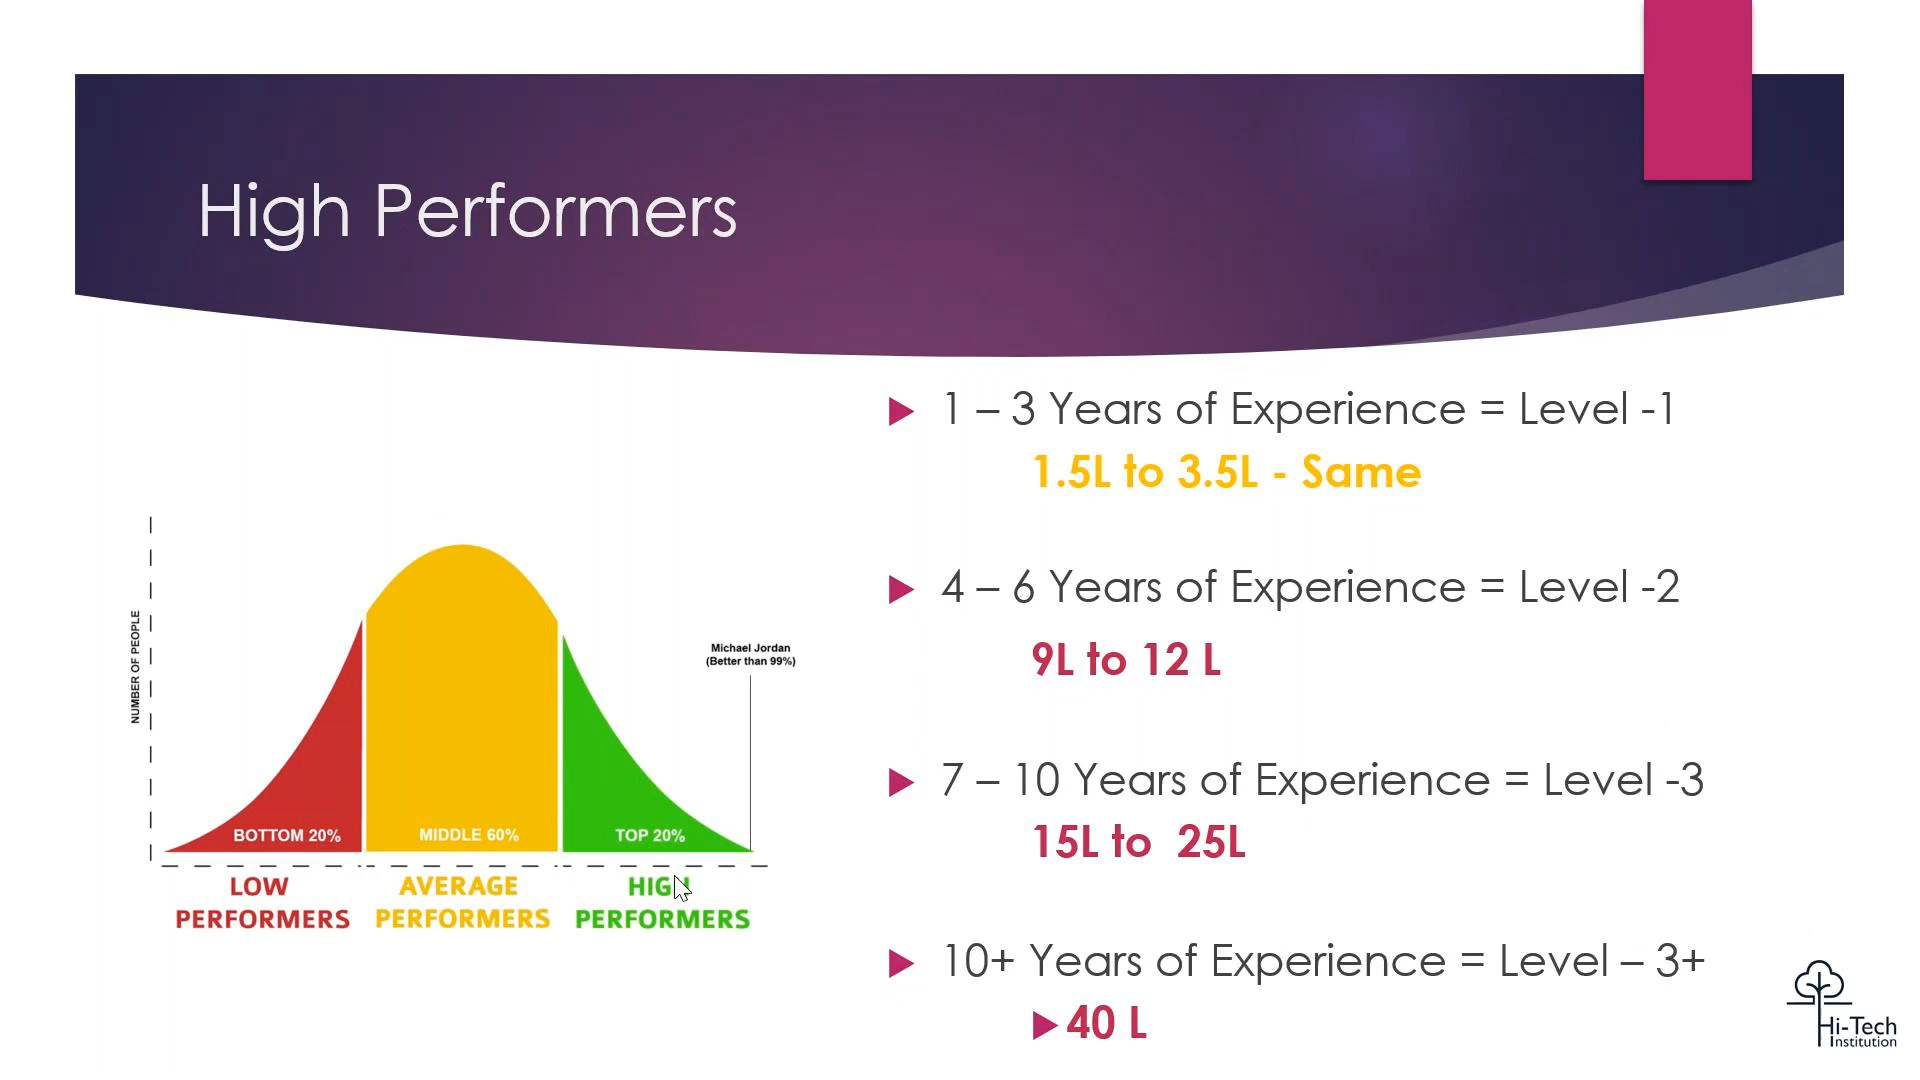 High Performers
NUMBER OF PEOPLE
Michael Jordan
(Better than 99%)
BOTTOM 20%
MIDDLE 60%
TOP 20%
LOW
PERFORMERS
AVERAGE
PERFORMERS
HIGH
PERFORMERS
1 – 3 Years of Experience = Level -1
1.5L to 3.5L - Same
4 – 6 Years of Experience = Level -2
9L to 12 L
7 – 10 Years of Experience = Level -3
15L to 25L
10+ Years of Experience = Level – 3+
40 L
Hi-Tech
Institution